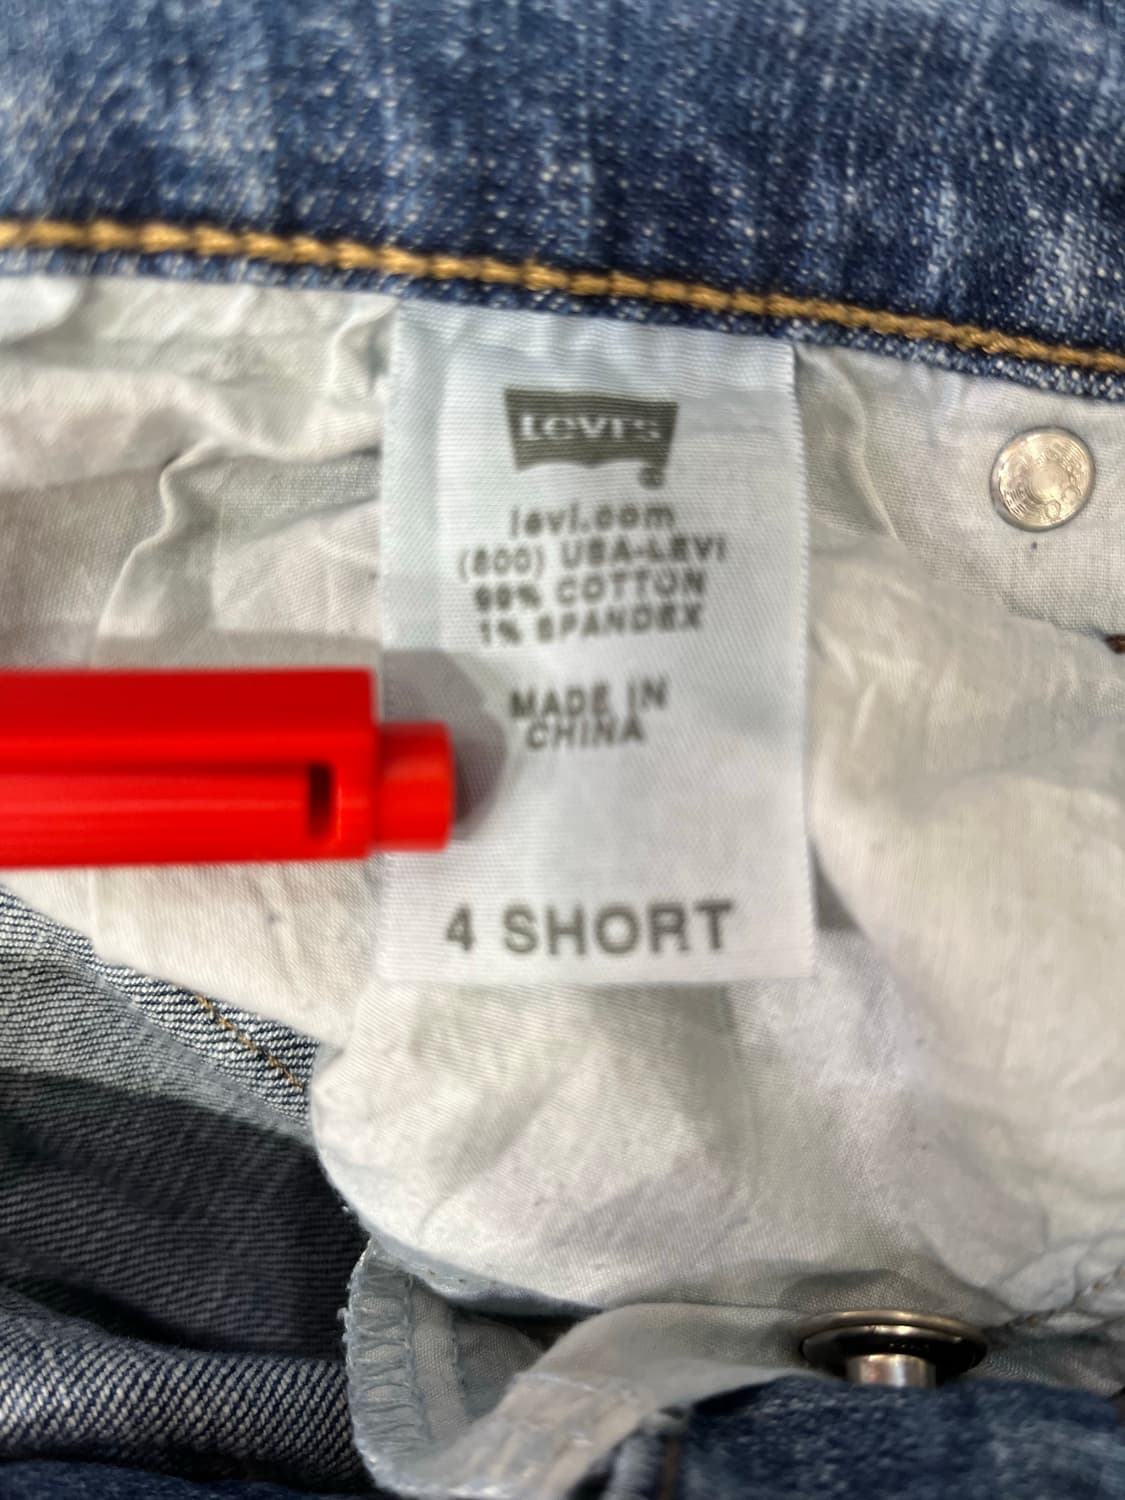 Levi's
®
levi.com
(800) USA-LEVI
99% COTTON
1% SPANDEX
MADE IN
CHINA
4 SHORT